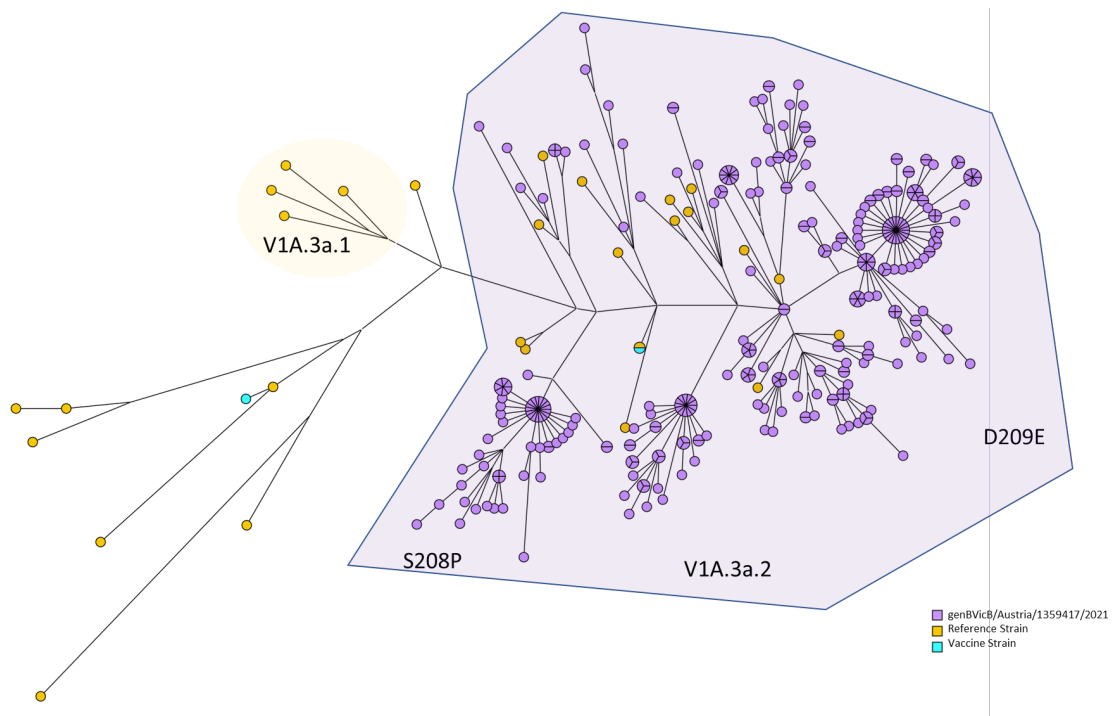 V1A.3a.1
D209E
S208P
V1A.3a.2
genBVicB/Austria/1359417/2021
Reference Strain
Vaccine Strain